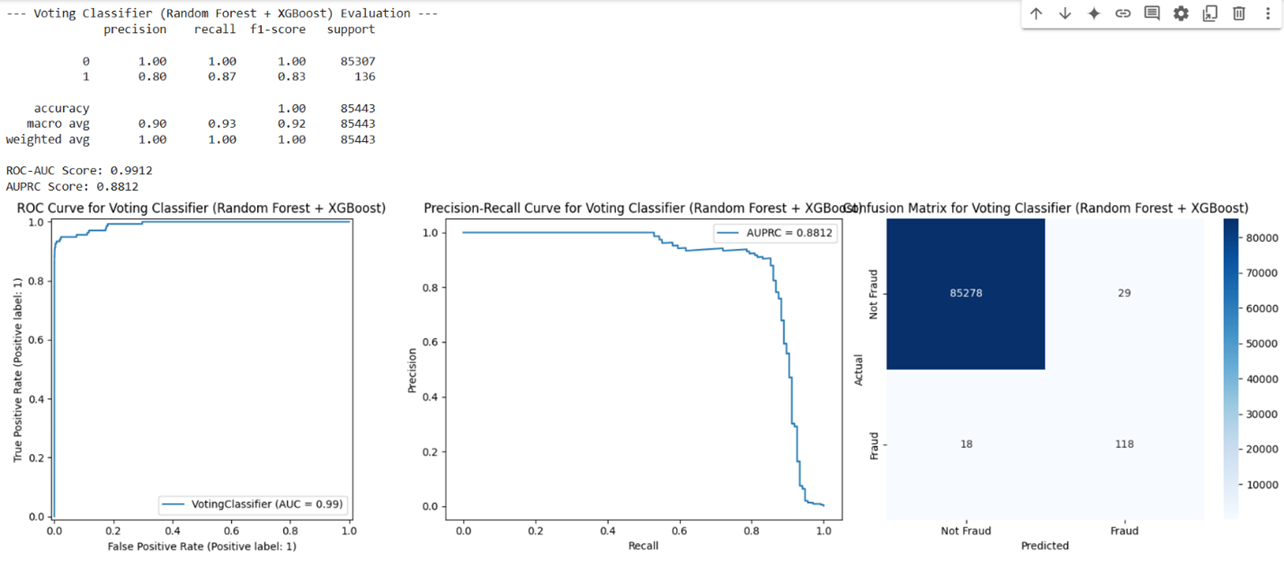 --- Voting Classifier (Random Forest + XGBoost) Evaluation ---
precision recall f1-score support
0 1.00 1.00 1.00 85307
1 0.80 0.87 0.83 136
accuracy 1.00 85443
macro avg 0.90 0.93 0.92 85443
weighted avg 1.00 1.00 1.00 85443
ROC-AUC Score: 0.9912
AUPRC Score: 0.8812
ROC Curve for Voting Classifier (Random Forest + XGBoost)
True Positive Rate (Positive label: 1)
1.0
0.8
0.6
0.4
0.2
0.0
VotingClassifier (AUC = 0.99)
0.0 0.2 0.4 0.6 0.8 1.0
False Positive Rate (Positive label: 1)
Precision-Recall Curve for Voting Classifier (Random Forest + XGBoost)
Precision
1.0
0.8
0.6
0.4
0.2
0.0
AUPRC = 0.8812
0.0 0.2 0.4 0.6 0.8 1.0
Recall
Confusion Matrix for Voting Classifier (Random Forest + XGBoost)
Actual
Not Fraud
85278 29
Fraud
18 118
Not Fraud Fraud
Predicted
80000
70000
60000
50000
40000
30000
20000
10000